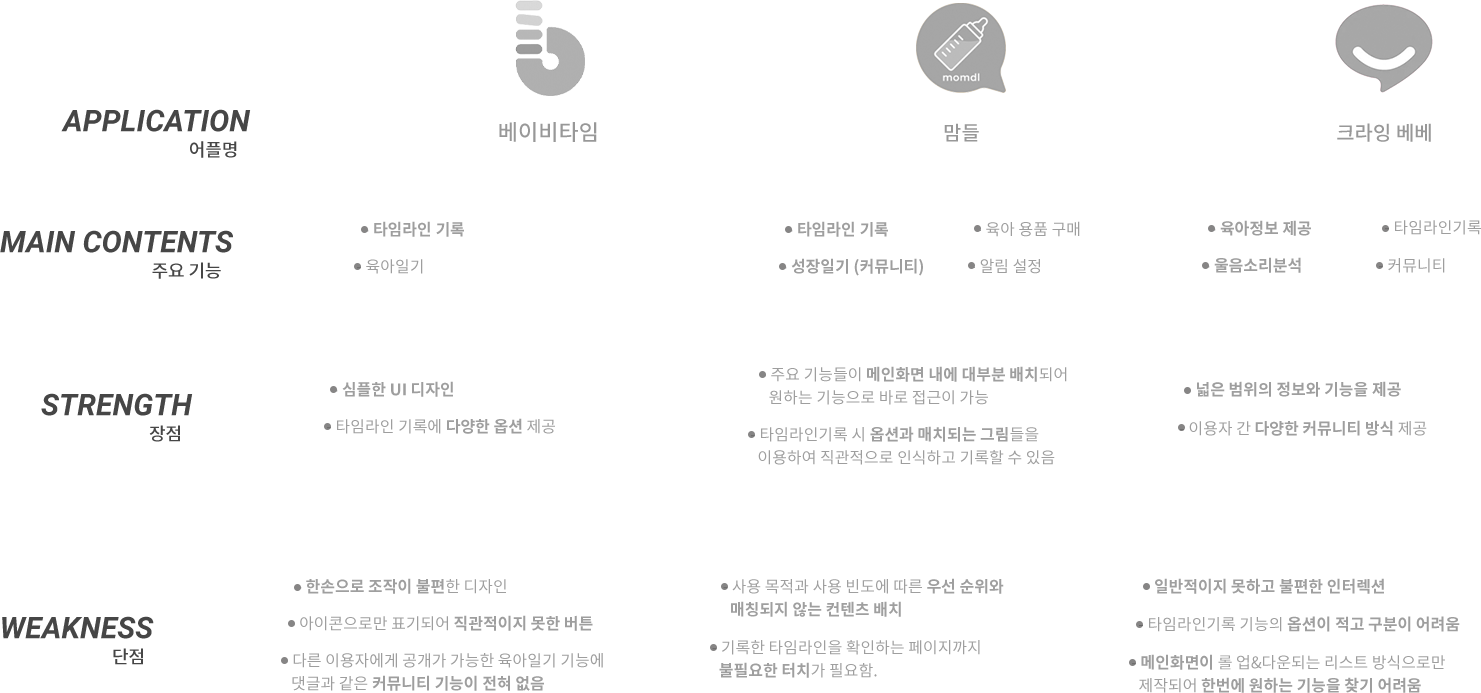 momdl
APPLICATION
어플명
베이비타임
맘들
크라잉 베베
MAIN CONTENTS
주요 기능
● 타임라인 기록
● 육아일기
● 타임라인 기록
● 육아 용품 구매
● 성장일기 (커뮤니티)
● 알림 설정
● 육아정보 제공
● 타임라인기록
● 울음소리분석
● 커뮤니티
STRENGTH
장점
● 심플한 UI 디자인
● 타임라인 기록에 다양한 옵션 제공
● 주요 기능들이 메인화면 내에 대부분 배치되어
원하는 기능으로 바로 접근이 가능
● 타임라인기록 시 옵션과 매치되는 그림들을
이용하여 직관적으로 인식하고 기록할 수 있음
● 넓은 범위의 정보와 기능을 제공
● 이용자 간 다양한 커뮤니티 방식 제공
WEAKNESS
단점
● 한손으로 조작이 불편한 디자인
● 아이콘으로만 표기되어 직관적이지 못한 버튼
● 다른 이용자에게 공개가 가능한 육아일기 기능에
댓글과 같은 커뮤니티 기능이 전혀 없음
● 사용 목적과 사용 빈도에 따른 우선 순위와
매칭되지 않는 컨텐츠 배치
● 기록한 타임라인을 확인하는 페이지까지
불필요한 터치가 필요함.
● 일반적이지 못하고 불편한 인터렉션
● 타임라인기록 기능의 옵션이 적고 구분이 어려움
● 메인화면이 롤 업&다운되는 리스트 방식으로만
제작되어 한번에 원하는 기능을 찾기 어려움